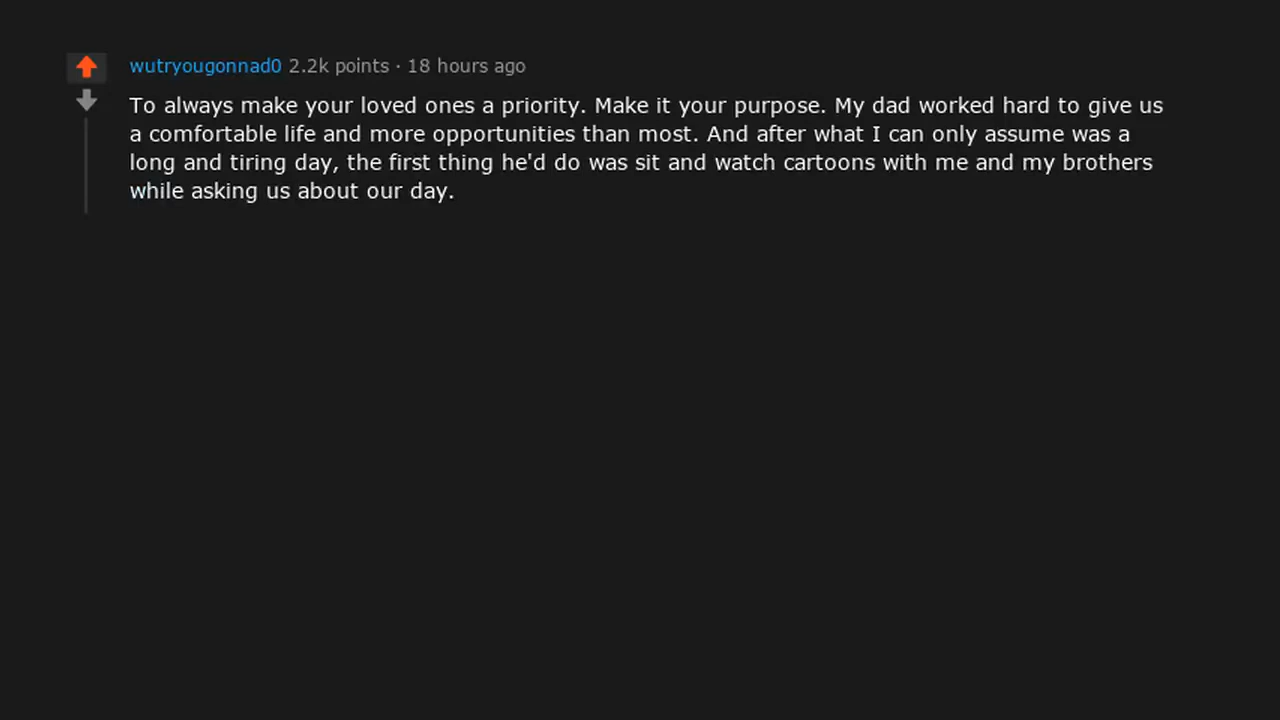 wutryougonnad0 2.2k points · 18 hours ago
To always make your loved ones a priority. Make it your purpose. My dad worked hard to give us
a comfortable life and more opportunities than most. And after what I can only assume was a
long and tiring day, the first thing he'd do was sit and watch cartoons with me and my brothers
while asking us about our day.